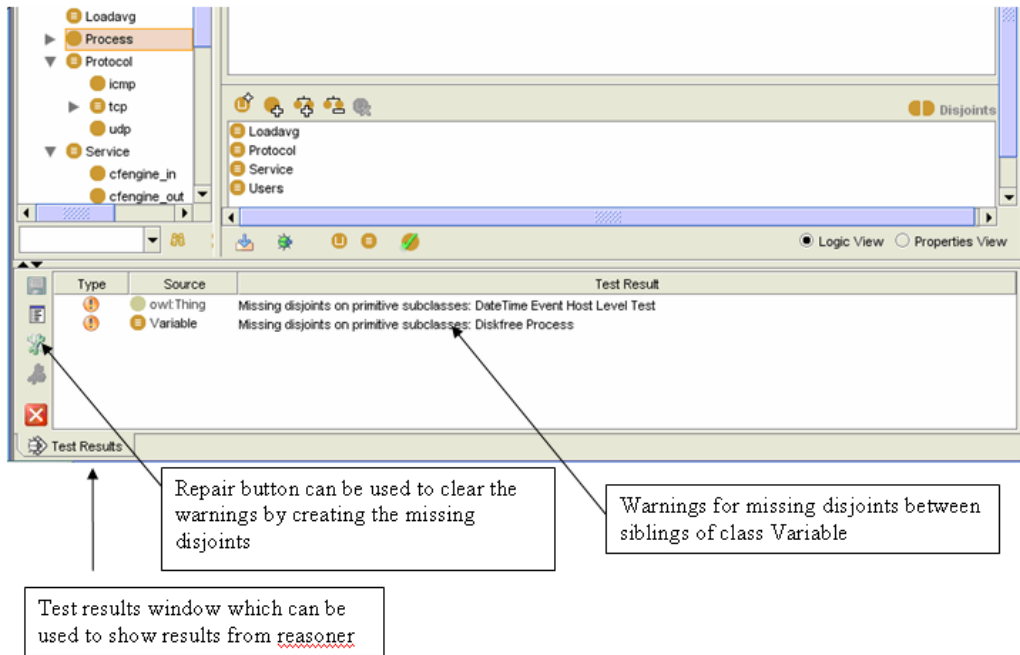 Loadavg
Process
Protocol
icmp
tcp
udp
Service
cfengine_in
cfengine_out
Disjoints
Loadavg
Protocol
Service
Users
Logic View
Properties View
Type Source Test Result
owl:Thing Missing disjoints on primitive subclasses: DateTime Event Host Level Test
Variable Missing disjoints on primitive subclasses: Diskfree Process
Test Results
Repair button can be used to clear the
warnings by creating the missing
disjoints
Warnings for missing disjoints between
siblings of class Variable
Test results window which can be
used to show results from reasoner